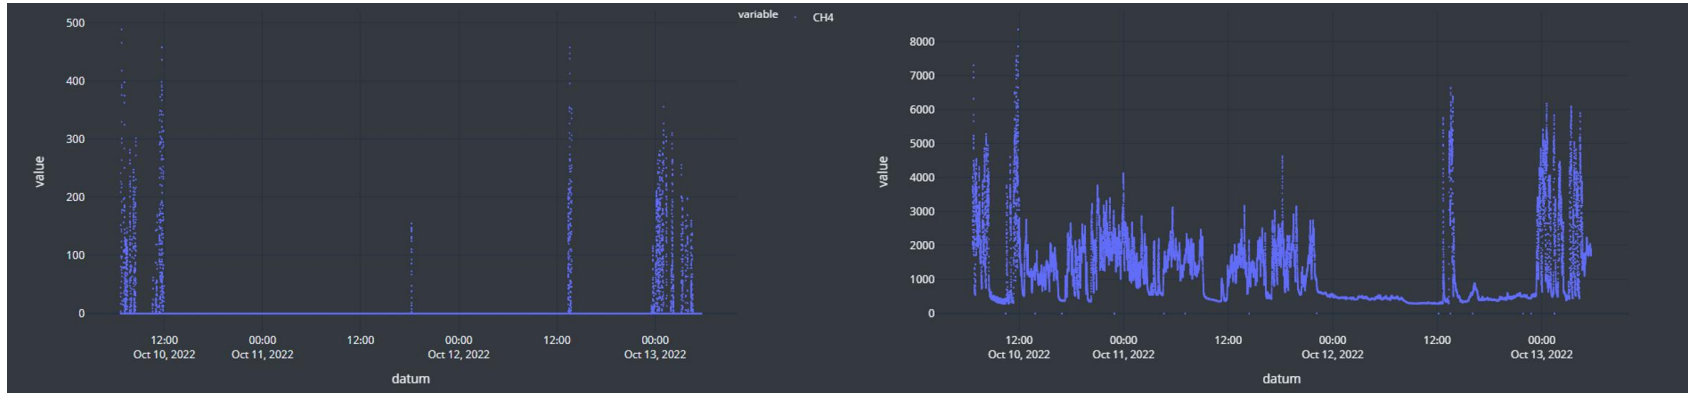 variable CH4
500
400
300
200
100
0
value
12:00
Oct 10, 2022
00:00
Oct 11, 2022
12:00
00:00
Oct 12, 2022
12:00
00:00
Oct 13, 2022
datum
8000
7000
6000
5000
4000
3000
2000
1000
0
value
12:00
Oct 10, 2022
00:00
Oct 11, 2022
12:00
00:00
Oct 12, 2022
12:00
00:00
Oct 13, 2022
datum